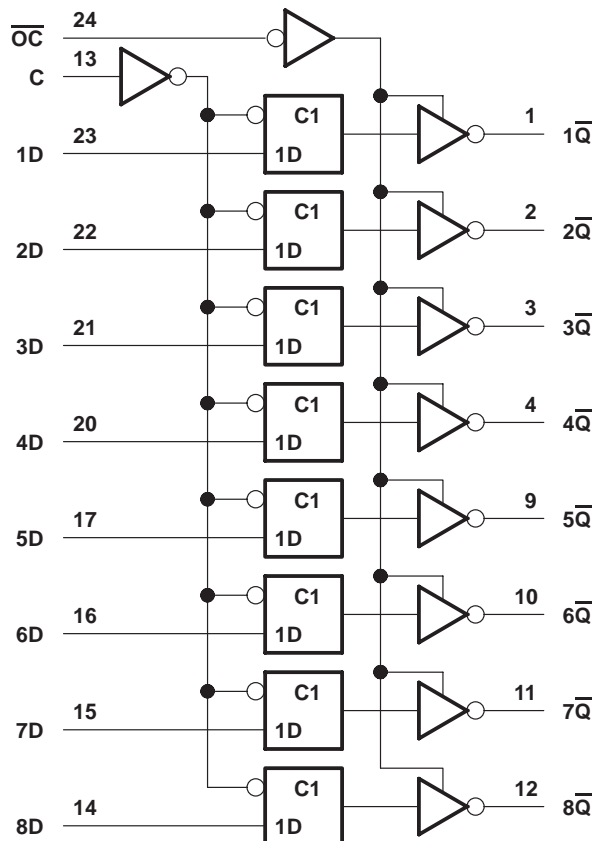 O̅C̅ 24
C 13
C1
1D 23 1D 1 1Q̅
C1
2D 22 1D 2 2Q̅
C1
3D 21 1D 3 3Q̅
C1
4D 20 1D 4 4Q̅
C1
5D 17 1D 9 5Q̅
C1
6D 16 1D 10 6Q̅
C1
7D 15 1D 11 7Q̅
C1
8D 14 1D 12 8Q̅